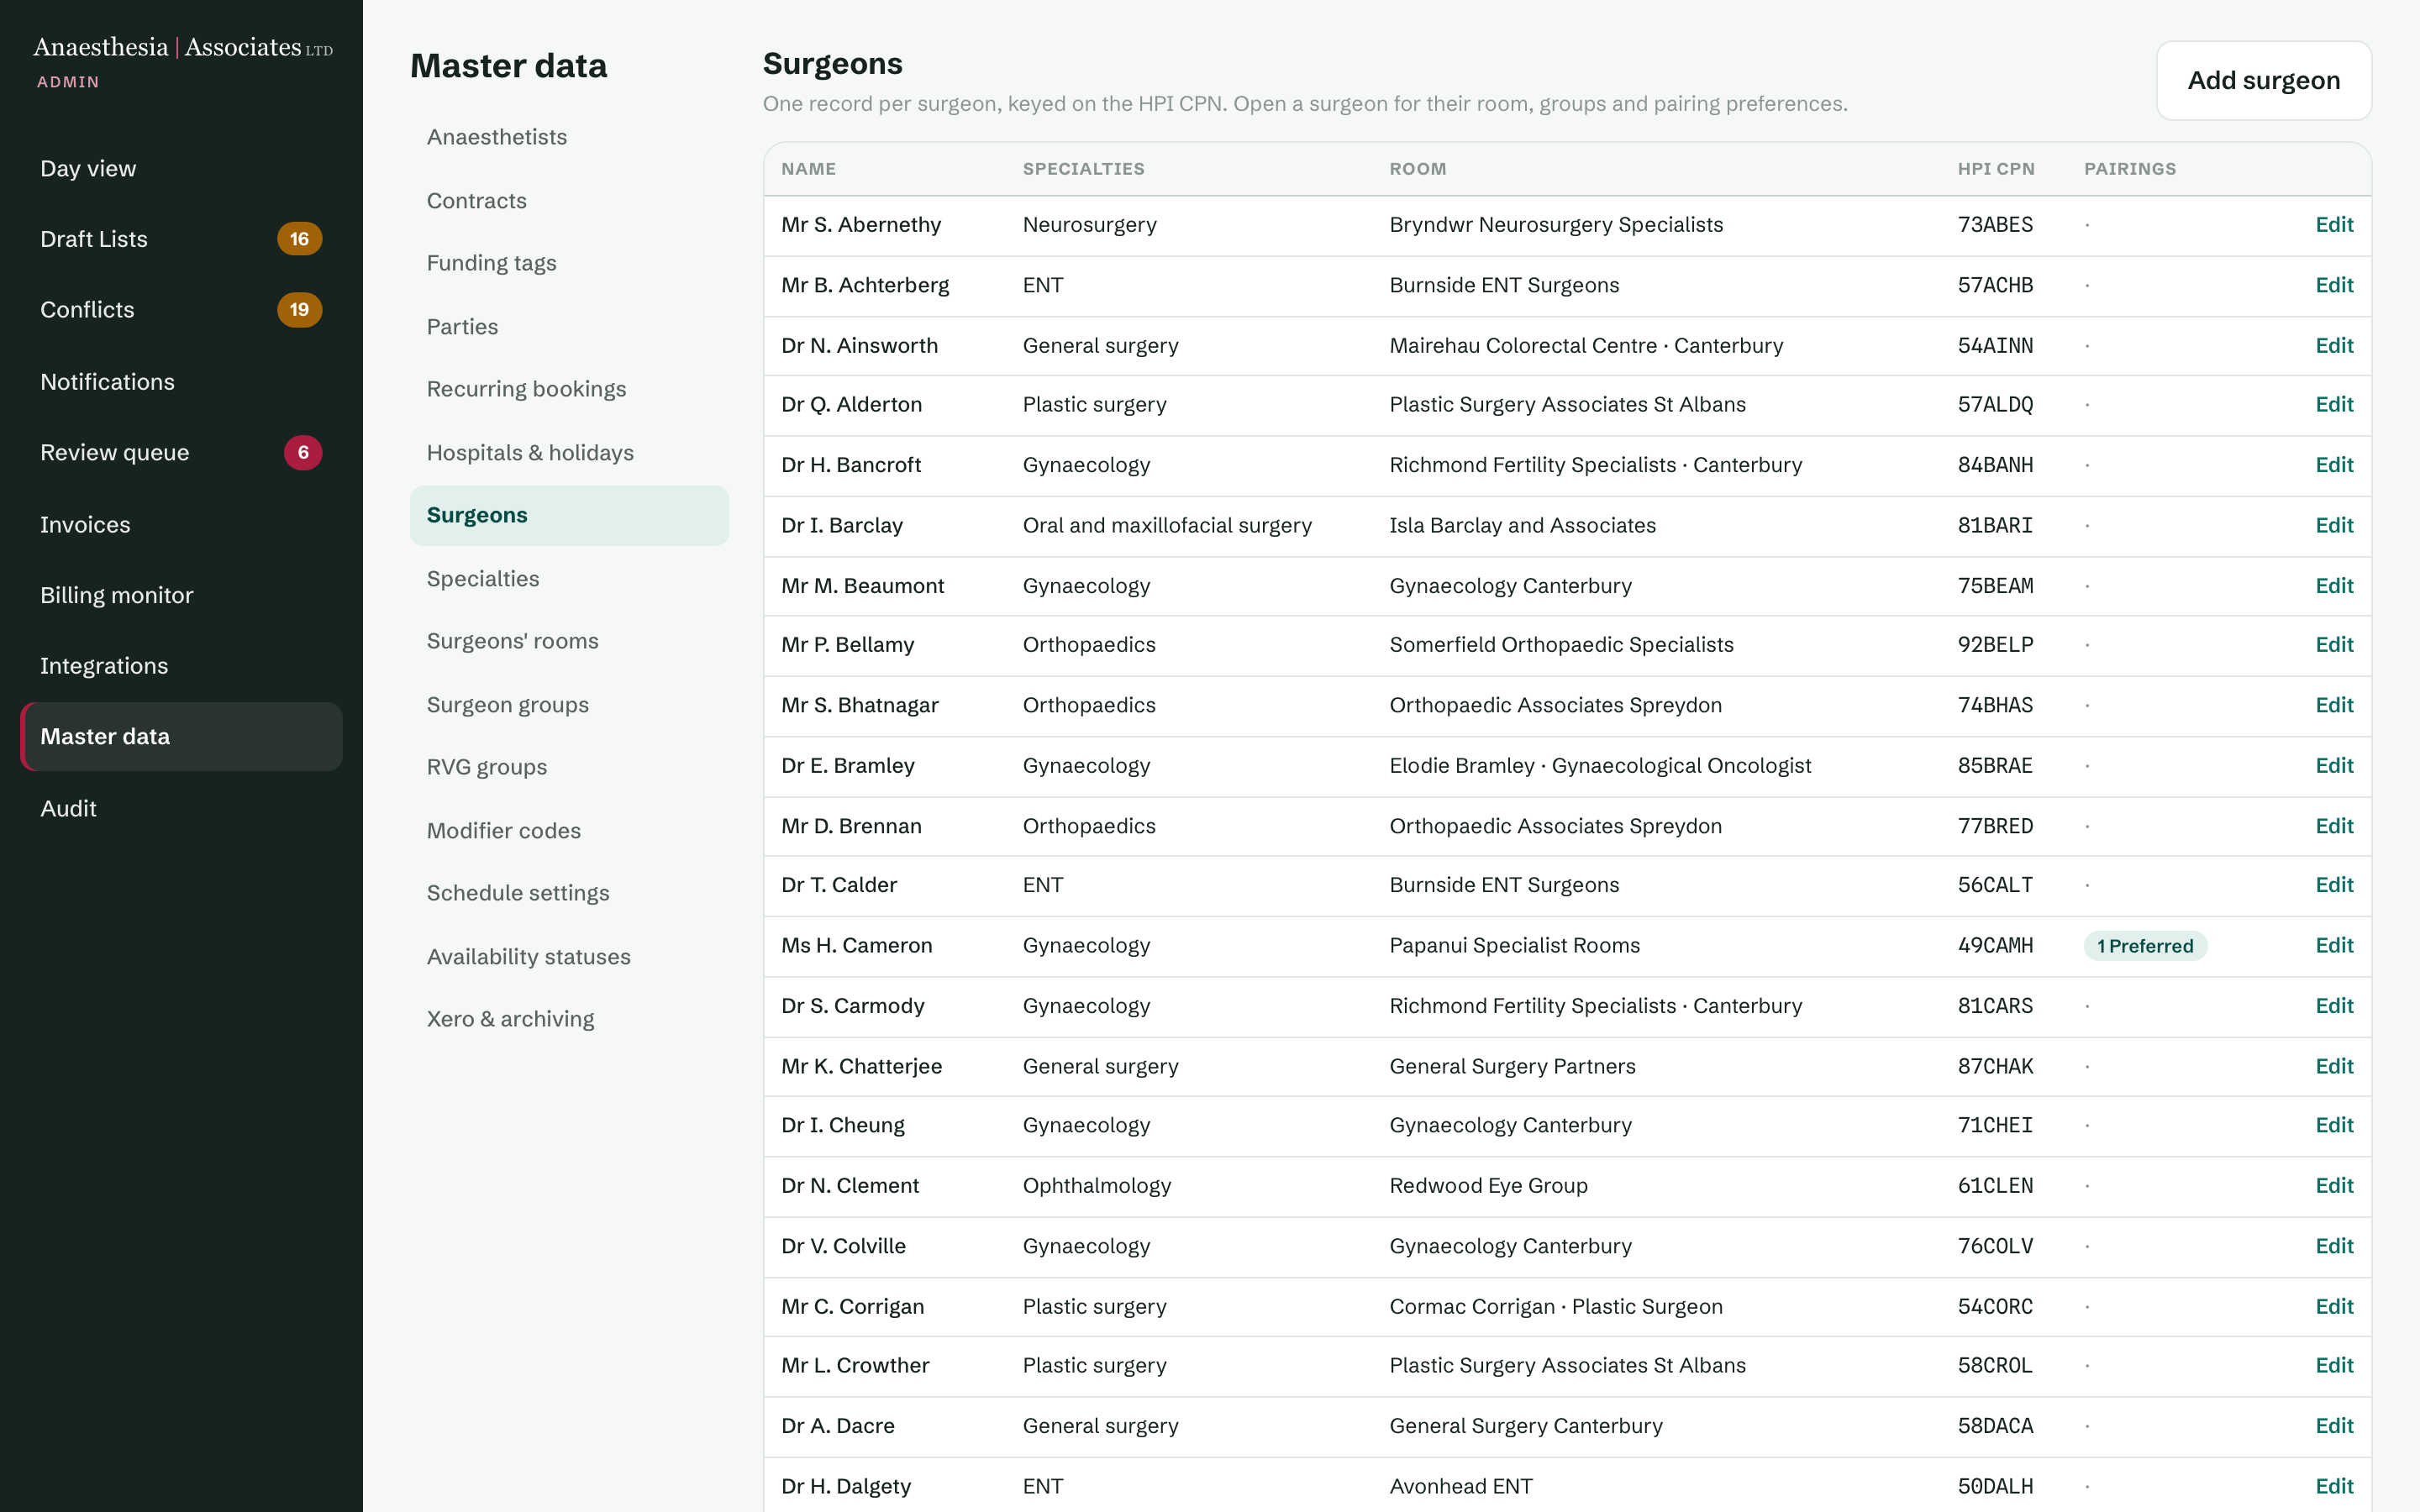 Anaesthesia | Associates LTD
ADMIN
Day view
Draft Lists 16
Conflicts 19
Notifications
Review queue 6
Invoices
Billing monitor
Integrations
Master data
Audit
Master data
Anaesthetists
Contracts
Funding tags
Parties
Recurring bookings
Hospitals & holidays
Surgeons
Specialties
Surgeons' rooms
Surgeon groups
RVG groups
Modifier codes
Schedule settings
Availability statuses
Xero & archiving
Surgeons
One record per surgeon, keyed on the HPI CPN. Open a surgeon for their room, groups and pairing preferences.
Add surgeon
NAME SPECIALTIES ROOM HPI CPN PAIRINGS
Mr S. Abernethy Neurosurgery Bryndwr Neurosurgery Specialists 73ABES · Edit
Mr B. Achterberg ENT Burnside ENT Surgeons 57ACHB · Edit
Dr N. Ainsworth General surgery Mairehau Colorectal Centre · Canterbury 54AINN · Edit
Dr Q. Alderton Plastic surgery Plastic Surgery Associates St Albans 57ALDQ · Edit
Dr H. Bancroft Gynaecology Richmond Fertility Specialists · Canterbury 84BANH · Edit
Dr I. Barclay Oral and maxillofacial surgery Isla Barclay and Associates 81BARI · Edit
Mr M. Beaumont Gynaecology Gynaecology Canterbury 75BEAM · Edit
Mr P. Bellamy Orthopaedics Somerfield Orthopaedic Specialists 92BELP · Edit
Mr S. Bhatnagar Orthopaedics Orthopaedic Associates Spreydon 74BHAS · Edit
Dr E. Bramley Gynaecology Elodie Bramley · Gynaecological Oncologist 85BRAE · Edit
Mr D. Brennan Orthopaedics Orthopaedic Associates Spreydon 77BRED · Edit
Dr T. Calder ENT Burnside ENT Surgeons 56CALT · Edit
Ms H. Cameron Gynaecology Papanui Specialist Rooms 49CAMH 1 Preferred Edit
Dr S. Carmody Gynaecology Richmond Fertility Specialists · Canterbury 81CARS · Edit
Mr K. Chatterjee General surgery General Surgery Partners 87CHAK · Edit
Dr I. Cheung Gynaecology Gynaecology Canterbury 71CHEI · Edit
Dr N. Clement Ophthalmology Redwood Eye Group 61CLEN · Edit
Dr V. Colville Gynaecology Gynaecology Canterbury 76COLV · Edit
Mr C. Corrigan Plastic surgery Cormac Corrigan · Plastic Surgeon 54CORC · Edit
Mr L. Crowther Plastic surgery Plastic Surgery Associates St Albans 58CROL · Edit
Dr A. Dacre General surgery General Surgery Canterbury 58DACA · Edit
Dr H. Dalgety ENT Avonhead ENT 50DALH · Edit